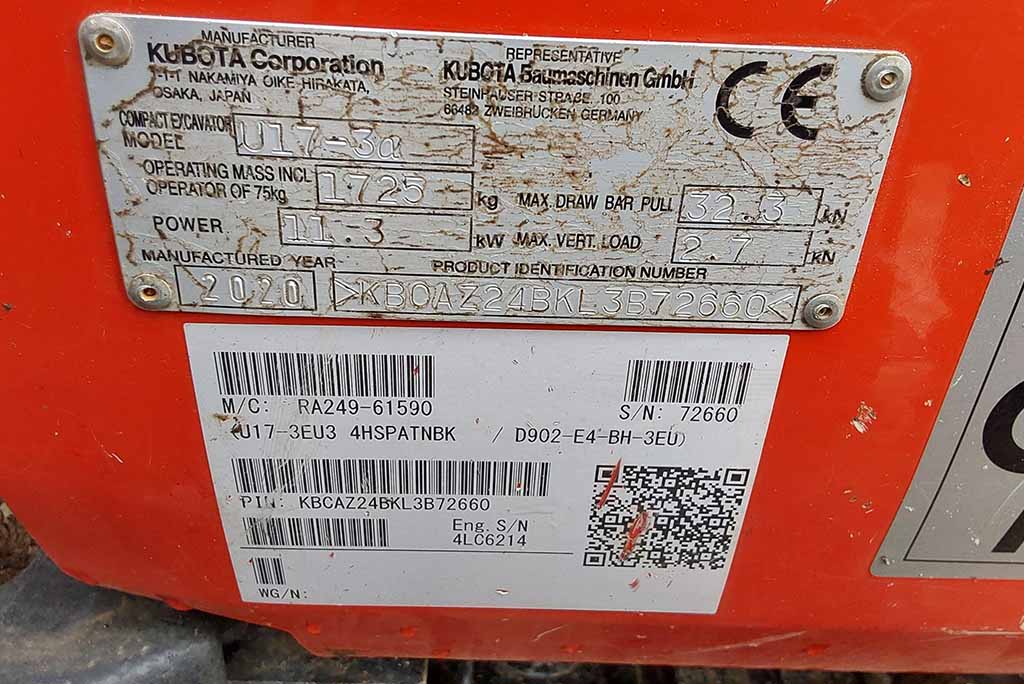 MANUFACTURER
KUBOTA Corporation
1-1-1 NAKAMIYA OIKE HIRAKATA,
OSAKA, JAPAN
REPRESENTATIVE
KUBOTA Baumaschinen GmbH
STEINHAUSER STRAßE 100
66482 ZWEIBRÜCKEN GERMANY
CE
COMPACT EXCAVATOR
MODEL U17-3α
OPERATING MASS INCL
OPERATOR OF 75kg 1725 kg
MAX. DRAW BAR PULL 32.3 kN
POWER 11.3 kW
MAX. VERT. LOAD 2.7 kN
MANUFACTURED YEAR
2020
PRODUCT IDENTIFICATION NUMBER
>KBCAZ24BKL3B72660<
M/C: RA249-61590
S/N: 72660
(U17-3EU3 4HSPATNBK / D902-E4-BH-3EU)
PIN: KBCAZ24BKL3B72660
Eng. S/N
4LC6214
WG/N: